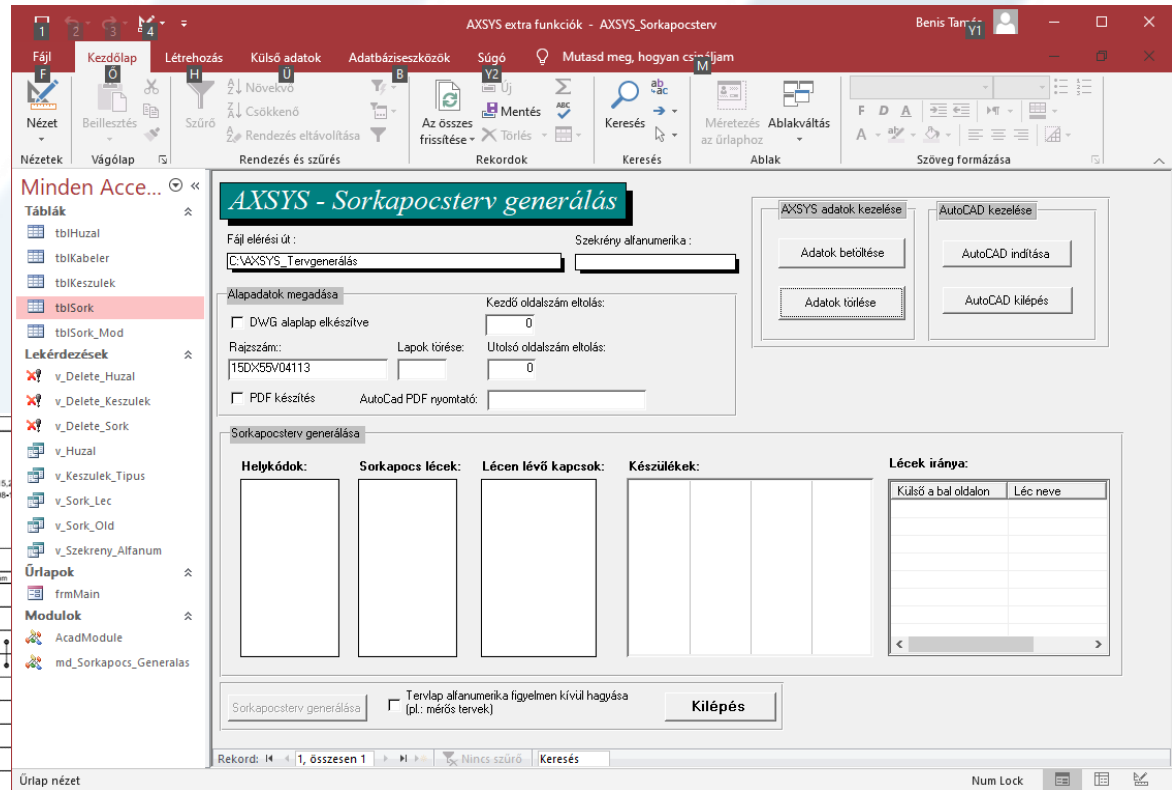 AXSYS extra funkciók - AXSYS_Sorkapocsterv
1
2
3
4
Y1
Fájl
Kezdőlap
Létrehozás
Külső adatok
Adatbáziseszközök
Súgó
F
Ő
H
Ü
B
Y2
M
Nézet
Beillesztés
Szűrő
Növekvő
Csökkenő
Rendezés eltávolítása
Az összes frissítése
Új
Mentés
Törlés
Keresés
Méretezés az űrlaphoz
Ablakváltás
F D A
A
Nézetek
Vágólap
Rendezés és szűrés
Rekordok
Keresés
Ablak
Szöveg formázása
Minden Acce...
Táblák
tblHuzal
tblKabeler
tblKeszulek
tblSork
tblSork_Mod
Lekérdezések
v_Delete_Huzal
v_Delete_Keszulek
v_Delete_Sork
v_Huzal
v_Keszulek_Tipus
v_Sork_Lec
v_Sork_Old
v_Szekreny_Alfanum
Űrlapok
frmMain
Modulok
AcadModule
md_Sorkapocs_Generalas
AXSYS - Sorkapocsterv generálás
Fájl elérési út :
C:\AXSYS_Tervgenerálás
Szekrény alfanumerika :
AXSYS adatok kezelése
Adatok betöltése
Adatok törlése
AutoCAD kezelése
AutoCAD indítása
AutoCAD kilépés
Alapadatok megadása
DWG alaplap elkészítve
Kezdő oldalszám eltolás:
0
Rajzszám::
15DX55V04113
Lapok törése:
Utolsó oldalszám eltolás:
0
PDF készítés
AutoCad PDF nyomtató:
Sorkapocsterv generálása
Helykódok:
Sorkapocs lécek:
Lécen lévő kapcsok:
Készülékek:
Lécek iránya:
Külső a bal oldalon
Léc neve
Sorkapocsterv generálása
Tervlap alfanumerika figyelmen kívül hagyása
(pl.: mérős tervek)
Kilépés
Rekord:
1, összesen 1
Nincs szűrő
Keresés
Űrlap nézet
Num Lock